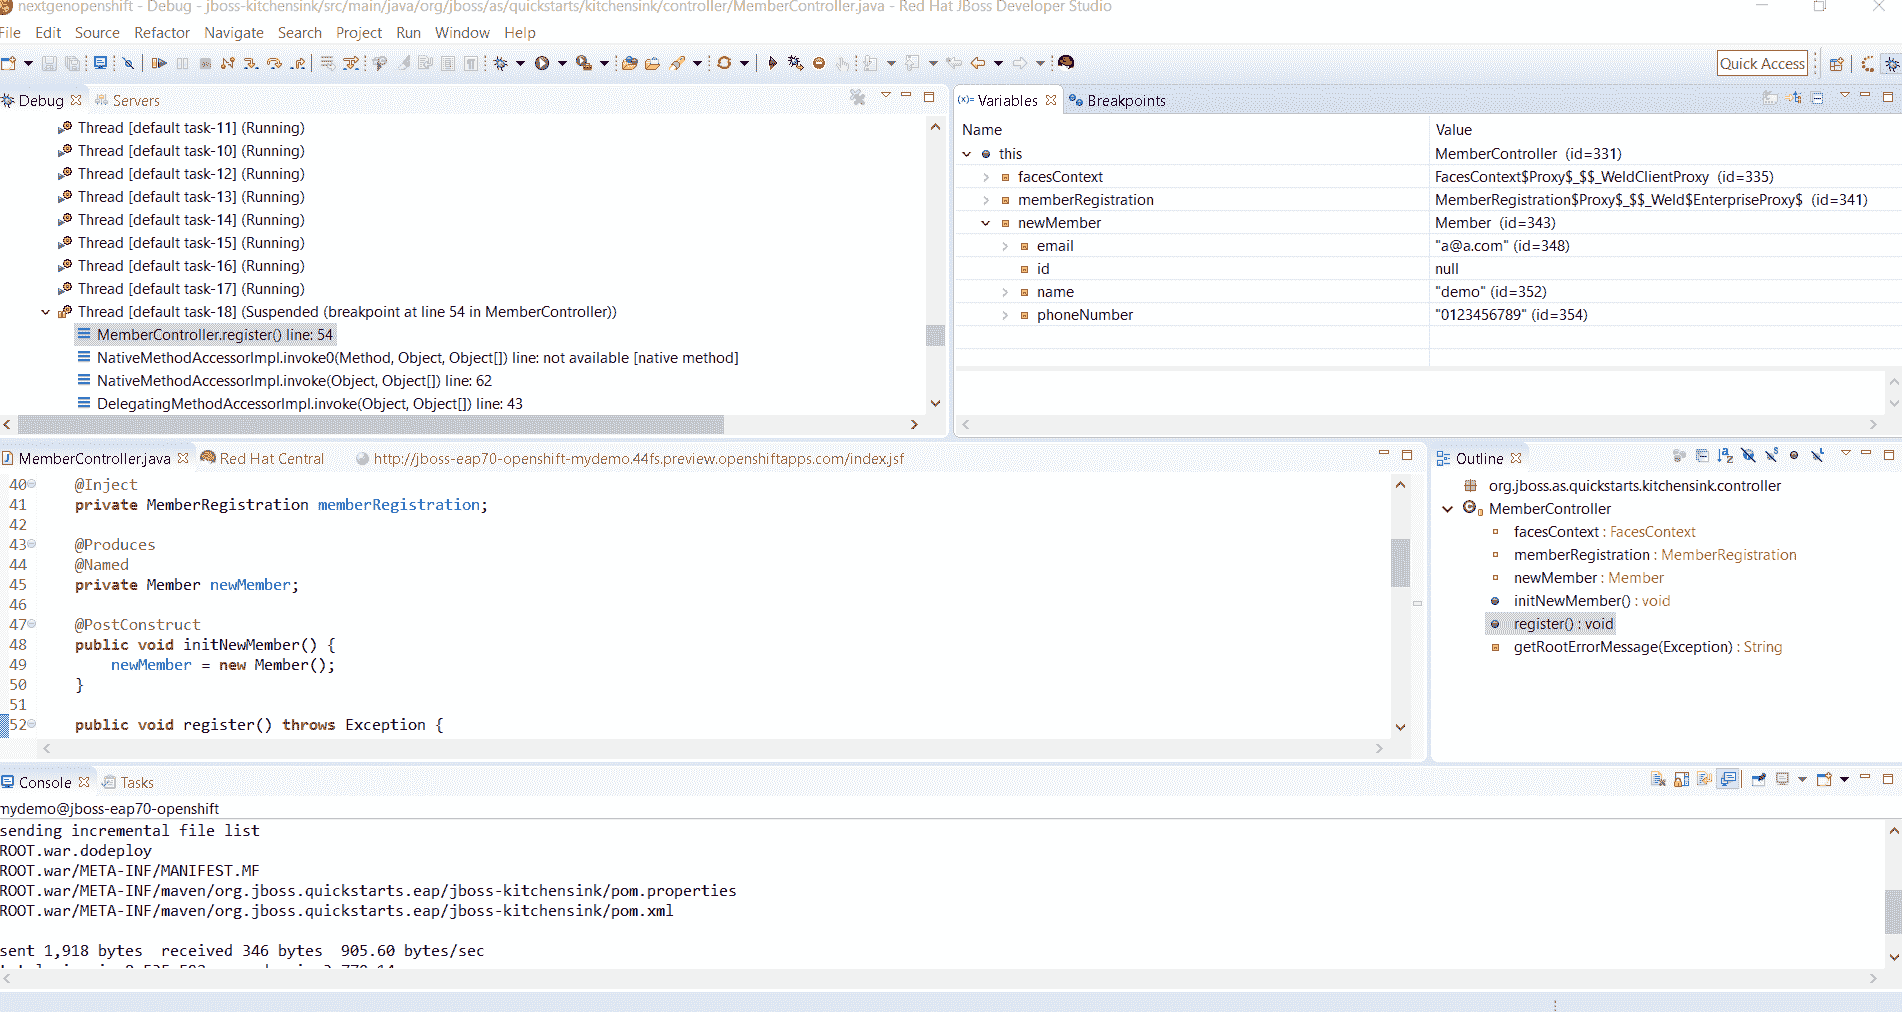 nextgenopenshift - Debug - jboss-kitchensink/src/main/java/org/jboss/as/quickstarts/kitchensink/controller/MemberController.java - Red Hat JBoss Developer Studio
File Edit Source Refactor Navigate Search Project Run Window Help
Quick Access
Debug Servers
Thread [default task-11] (Running)
Thread [default task-10] (Running)
Thread [default task-12] (Running)
Thread [default task-13] (Running)
Thread [default task-14] (Running)
Thread [default task-15] (Running)
Thread [default task-16] (Running)
Thread [default task-17] (Running)
Thread [default task-18] (Suspended (breakpoint at line 54 in MemberController))
MemberController.register() line: 54
NativeMethodAccessorImpl.invoke0(Method, Object, Object[]) line: not available [native method]
NativeMethodAccessorImpl.invoke(Object, Object[]) line: 62
DelegatingMethodAccessorImpl.invoke(Object, Object[]) line: 43
(x)= Variables Breakpoints
Name Value
this MemberController (id=331)
facesContext FacesContext$Proxy$_$$_WeldClientProxy (id=335)
memberRegistration MemberRegistration$Proxy$_$$_Weld$EnterpriseProxy$ (id=341)
newMember Member (id=343)
email "a@a.com" (id=348)
id null
name "demo" (id=352)
phoneNumber "0123456789" (id=354)
MemberController.java Red Hat Central http://jboss-eap70-openshift-mydemo.44fs.preview.openshiftapps.com/index.jsf
40 @Inject
41 private MemberRegistration memberRegistration;
42
43 @Produces
44 @Named
45 private Member newMember;
46
47 @PostConstruct
48 public void initNewMember() {
49 newMember = new Member();
50 }
51
52 public void register() throws Exception {
Outline
org.jboss.as.quickstarts.kitchensink.controller
MemberController
facesContext : FacesContext
memberRegistration : MemberRegistration
newMember : Member
initNewMember() : void
register() : void
getRootErrorMessage(Exception) : String
Console Tasks
mydemo@jboss-eap70-openshift
sending incremental file list
ROOT.war.dodeploy
ROOT.war/META-INF/MANIFEST.MF
ROOT.war/META-INF/maven/org.jboss.quickstarts.eap/jboss-kitchensink/pom.properties
ROOT.war/META-INF/maven/org.jboss.quickstarts.eap/jboss-kitchensink/pom.xml
sent 1,918 bytes received 346 bytes 905.60 bytes/sec